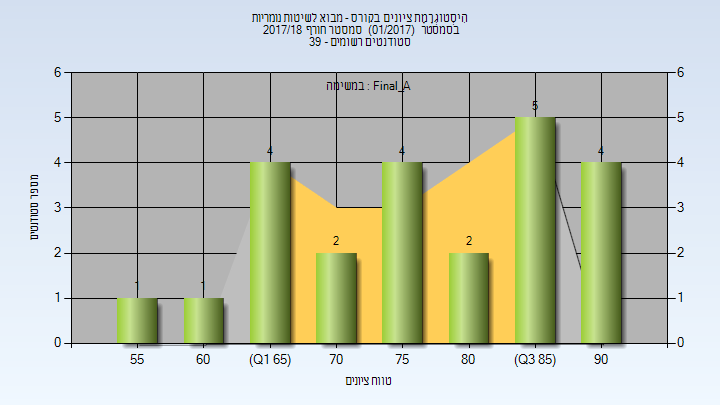 היסטוגרמת ציונים בקורס - מבוא לשיטות נומריות
בסמסטר (01/2017) סמסטר חורף 2017/18
סטודנטים רשומים - 39
במשימה : Final_A
מספר סטודנטים
6 6
5 5
4 4
3 3
2 2
1 1
0 0
1 1 4 2 4 2 5 4
55 60 (Q1 65) 70 75 80 (Q3 85) 90
טווח ציונים